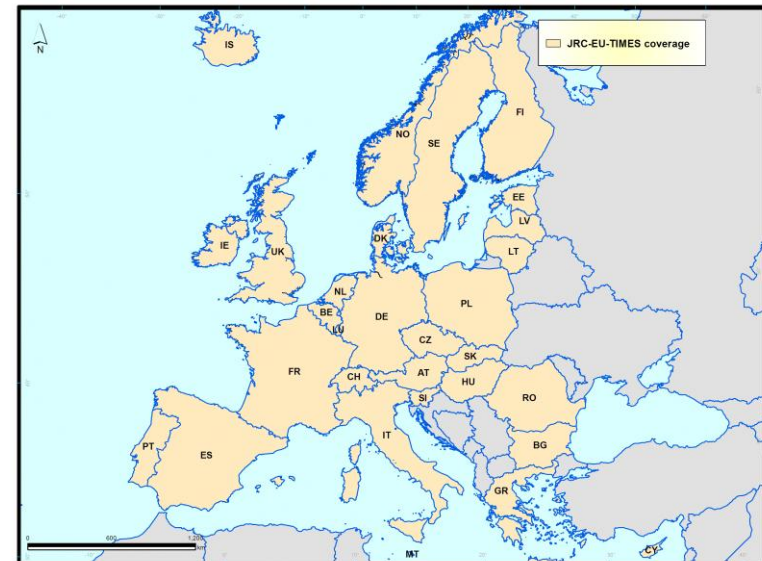 JRC-EU-TIMES coverage
N
IS
NO
SE
FI
EE
LV
LT
DK
IE
UK
NL
BE
LU
DE
PL
CZ
SK
FR
CH
AT
HU
SI
RO
IT
BG
PT
ES
GR
CY
MT
0
600
1,200